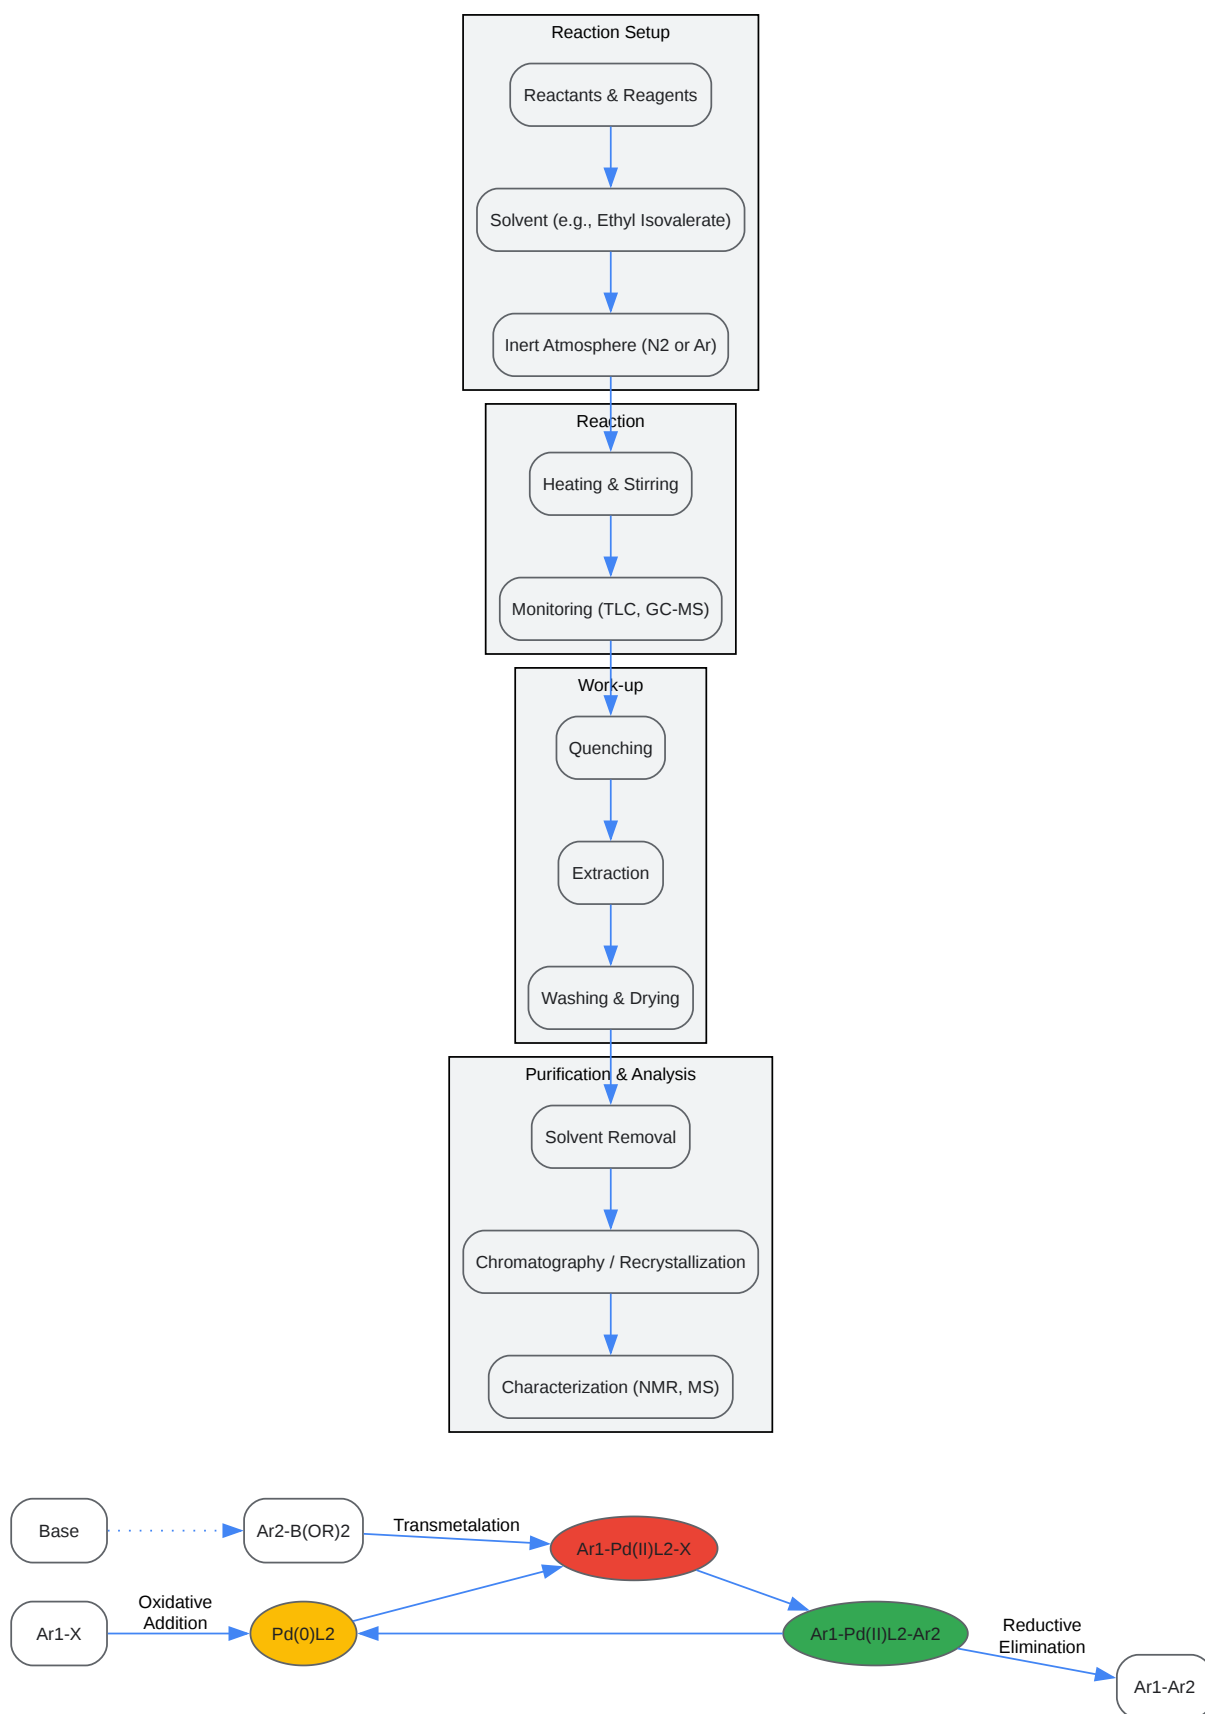 Reaction Setup
Reactants & Reagents
Solvent (e.g., Ethyl Isovalerate)
Inert Atmosphere (N2 or Ar)
Reaction
Heating & Stirring
Monitoring (TLC, GC-MS)
Work-up
Quenching
Extraction
Washing & Drying
Purification & Analysis
Solvent Removal
Chromatography / Recrystallization
Characterization (NMR, MS)
Base
Ar2-B(OR)2
Transmetalation
Ar1-Pd(II)L2-X
Ar1-X
Oxidative
Addition
Pd(0)L2
Ar1-Pd(II)L2-Ar2
Reductive
Elimination
Ar1-Ar2